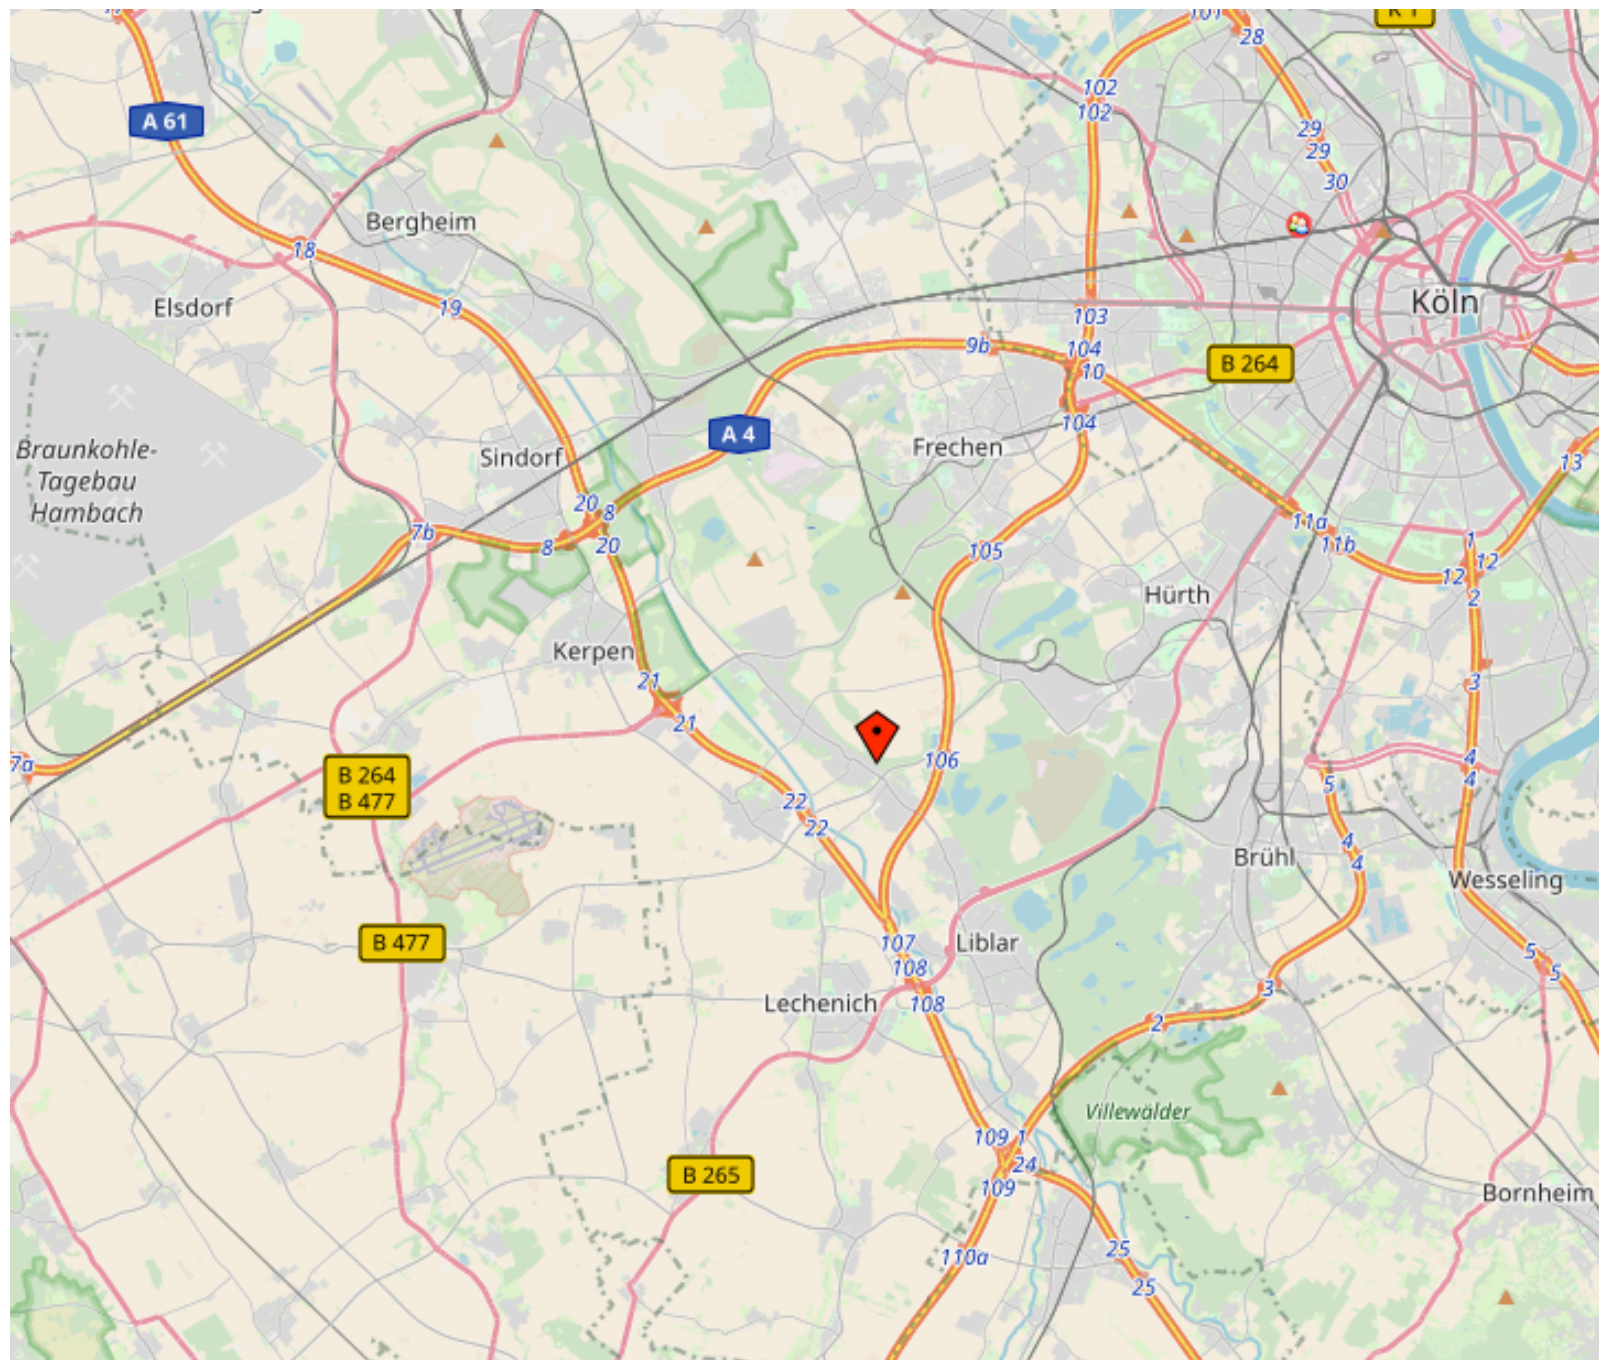 28
102
102
A 61
29
29
30
Bergheim
18
Elsdorf
19
Köln
103
9b
104
10
B 264
104
A 4
Frechen
Sindorf
13
Braunkohle-
Tagebau
Hambach
20
8
7b
8
20
11a
11b
1
105
12
12
2
Hürth
Kerpen
21
3
21
106
7a
4
4
B 264
B 477
5
22
22
4
4
Brühl
Wesseling
B 477
107
Liblar
5
5
108
3
Lechenich
108
2
Villewälder
109
1
24
B 265
109
Bornheim
25
110a
25